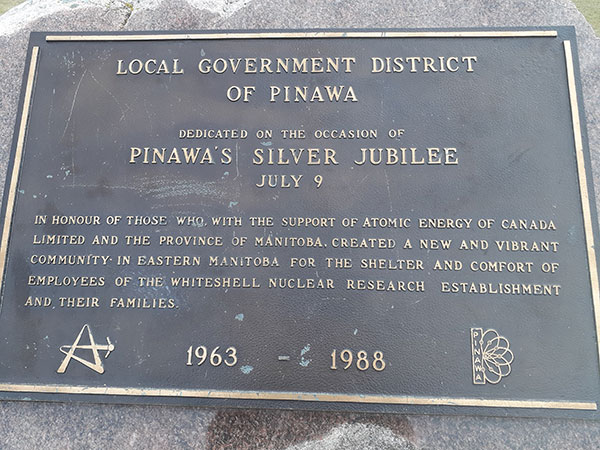 LOCAL GOVERNMENT DISTRICT
OF PINAWA
DEDICATED ON THE OCCASION OF
PINAWA'S SILVER JUBILEE
JULY 9
IN HONOUR OF THOSE WHO, WITH THE SUPPORT OF ATOMIC ENERGY OF CANADA
LIMITED AND THE PROVINCE OF MANITOBA, CREATED A NEW AND VIBRANT
COMMUNITY IN EASTERN MANITOBA FOR THE SHELTER AND COMFORT OF
EMPLOYEES OF THE WHITESHELL NUCLEAR RESEARCH ESTABLISHMENT
AND THEIR FAMILIES.
1963 - 1988
PINAWA